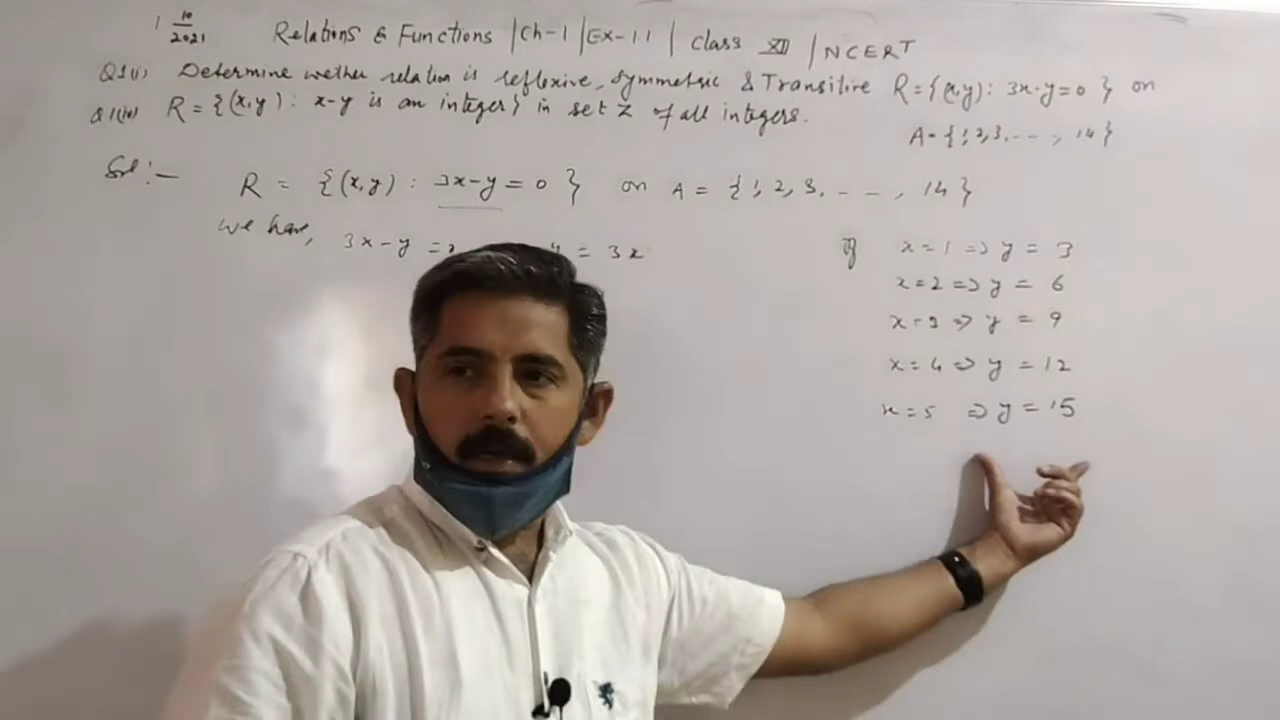 1 10/2021 Relations & Functions | Ch-1 | Ex-1.1 | Class XII | NCERT
Q1(i) Determine wether relation is reflexive, Symmetric & Transitive R = {(x,y) : 3x-y=0 } on
A = {1,2,3, - - - , 14}
R = {(x,y) : x-y is an integer} in set Z of all integers.
Sol :-
R = {(x,y) : 3x-y = 0 } on A = {1, 2, 3, - - - , 14 }
we have, 3x-y = y = 3x
If x = 1 => y = 3
x = 2 => y = 6
x = 3 => y = 9
x = 4 => y = 12
x = 5 => y = 15